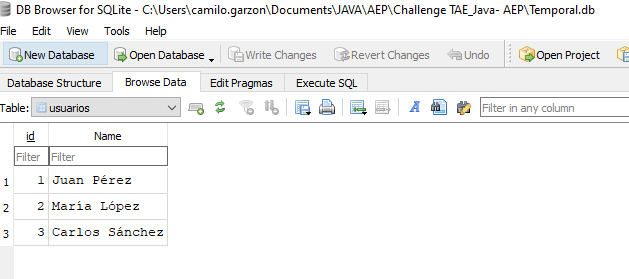 DB Browser for SQLite - C:\Users\camilo.garzon\Documents\JAVA\AEP\Challenge TAE_Java- AEP\Temporal.db
File Edit View Tools Help
New Database Open Database Write Changes Revert Changes Undo Open Project
Database Structure Browse Data Edit Pragmas Execute SQL
Table: usuarios Filter in any column
id Name
Filter Filter
1 1 Juan Pérez
2 2 María López
3 3 Carlos Sánchez